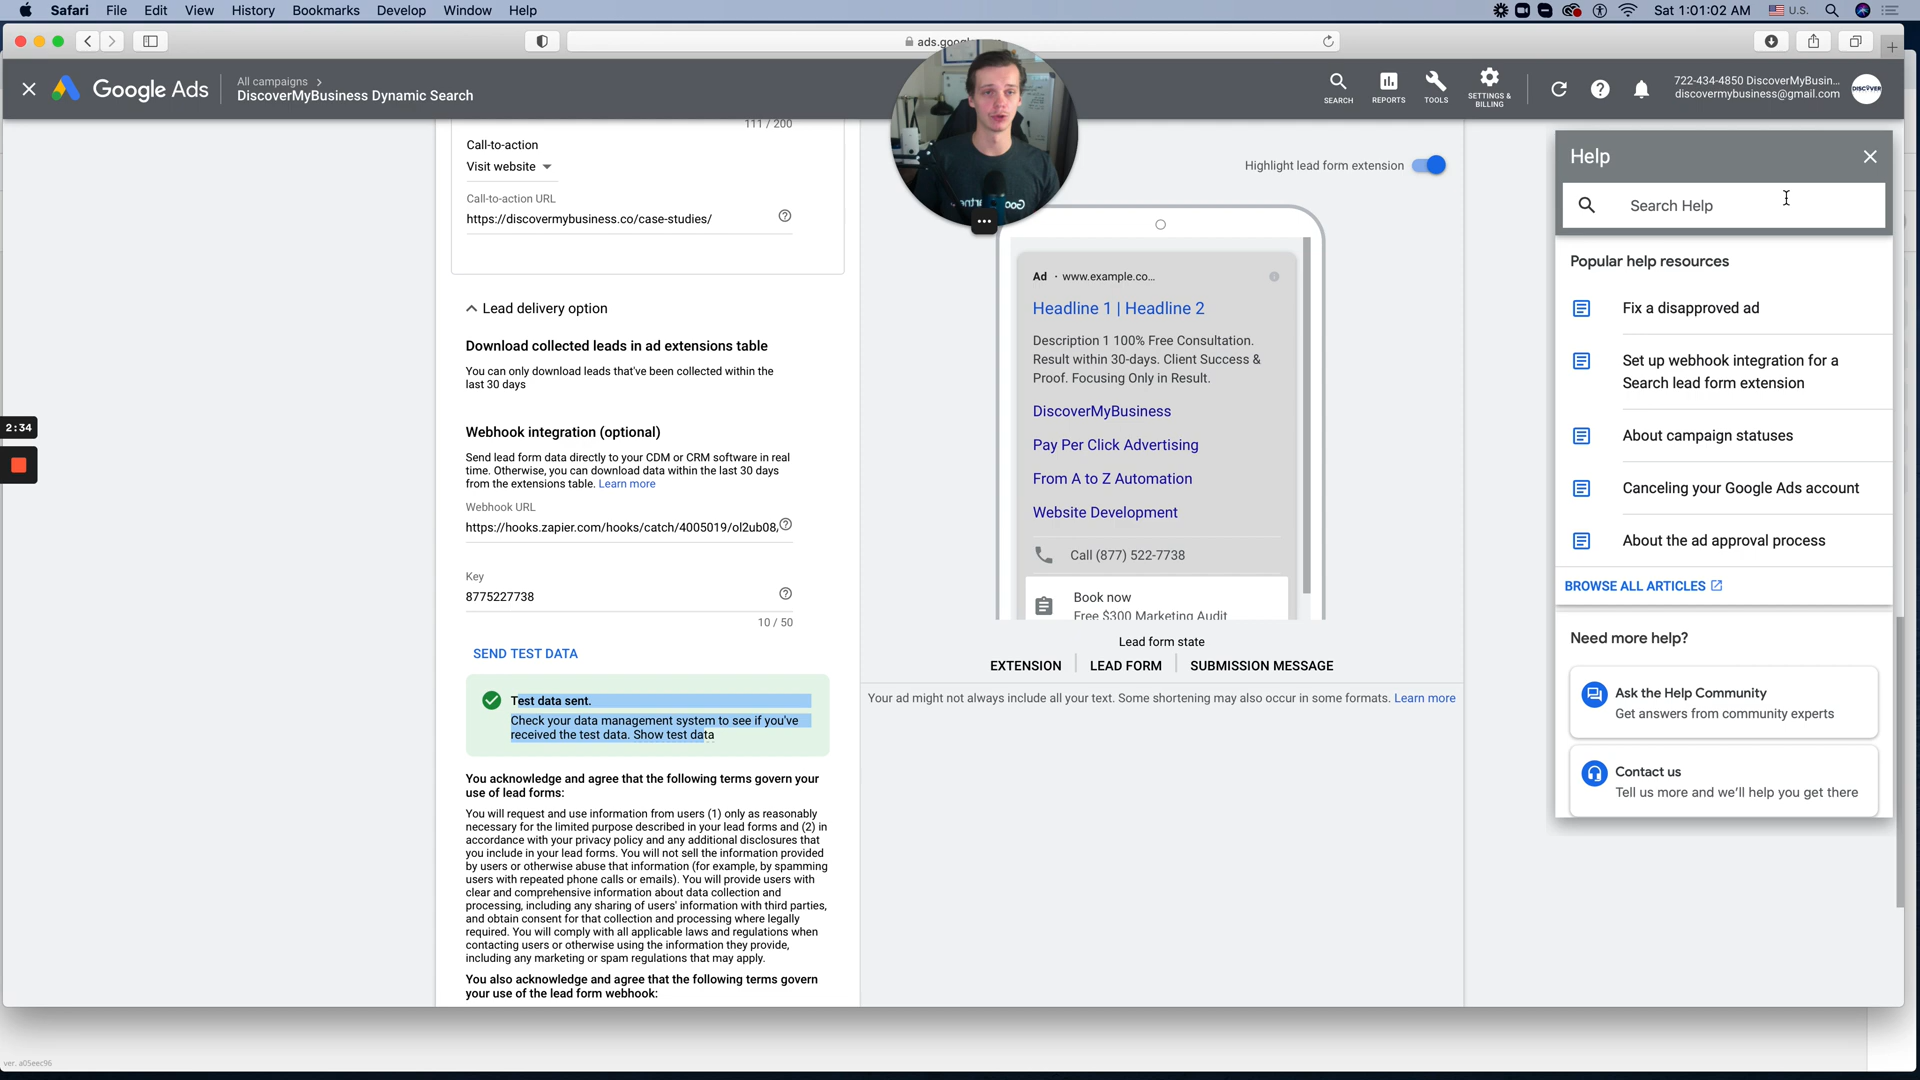 Safari File Edit View History Bookmarks Develop Window Help
Sat 1:01:02 AM U.S.
Google Ads
All campaigns
DiscoverMyBusiness Dynamic Search
SEARCH REPORTS TOOLS SETTINGS & BILLING
722-434-4850 DiscoverMyBusin...
discovermybusiness@gmail.com
DISCOVER
111 / 200
Call-to-action
Visit website
Call-to-action URL
https://discovermybusiness.co/case-studies/
Lead delivery option
Download collected leads in ad extensions table
You can only download leads that've been collected within the
last 30 days
Webhook integration (optional)
Send lead form data directly to your CDM or CRM software in real
time. Otherwise, you can download data within the last 30 days
from the extensions table. Learn more
Webhook URL
https://hooks.zapier.com/hooks/catch/4005019/ol2ub08,
Key
8775227738
10 / 50
SEND TEST DATA
Test data sent.
Check your data management system to see if you've
received the test data. Show test data
You acknowledge and agree that the following terms govern your
use of lead forms:
You will request and use information from users (1) only as reasonably
necessary for the limited purpose described in your lead forms and (2) in
accordance with your privacy policy and any additional disclosures that
you include in your lead forms. You will not sell the information provided
by users or otherwise abuse that information (for example, by spamming
users with repeated phone calls or emails). You will provide users with
clear and comprehensive information about data collection and
processing, including any sharing of users' information with third parties,
and obtain consent for that collection and processing where legally
required. You will comply with all applicable laws and regulations when
contacting users or otherwise using the information they provide,
including any marketing or spam regulations that may apply.
You also acknowledge and agree that the following terms govern
your use of the lead form webhook:
2:34
Highlight lead form extension
Ad · www.example.co...
Headline 1 | Headline 2
Description 1 100% Free Consultation.
Result within 30-days. Client Success &
Proof. Focusing Only in Result.
DiscoverMyBusiness
Pay Per Click Advertising
From A to Z Automation
Website Development
Call (877) 522-7738
Book now
Free $300 Marketing Audit
Lead form state
EXTENSION LEAD FORM SUBMISSION MESSAGE
Your ad might not always include all your text. Some shortening may also occur in some formats. Learn more
Help
Search Help
Popular help resources
Fix a disapproved ad
Set up webhook integration for a
Search lead form extension
About campaign statuses
Canceling your Google Ads account
About the ad approval process
BROWSE ALL ARTICLES
Need more help?
Ask the Help Community
Get answers from community experts
Contact us
Tell us more and we'll help you get there
ver. a05eec96